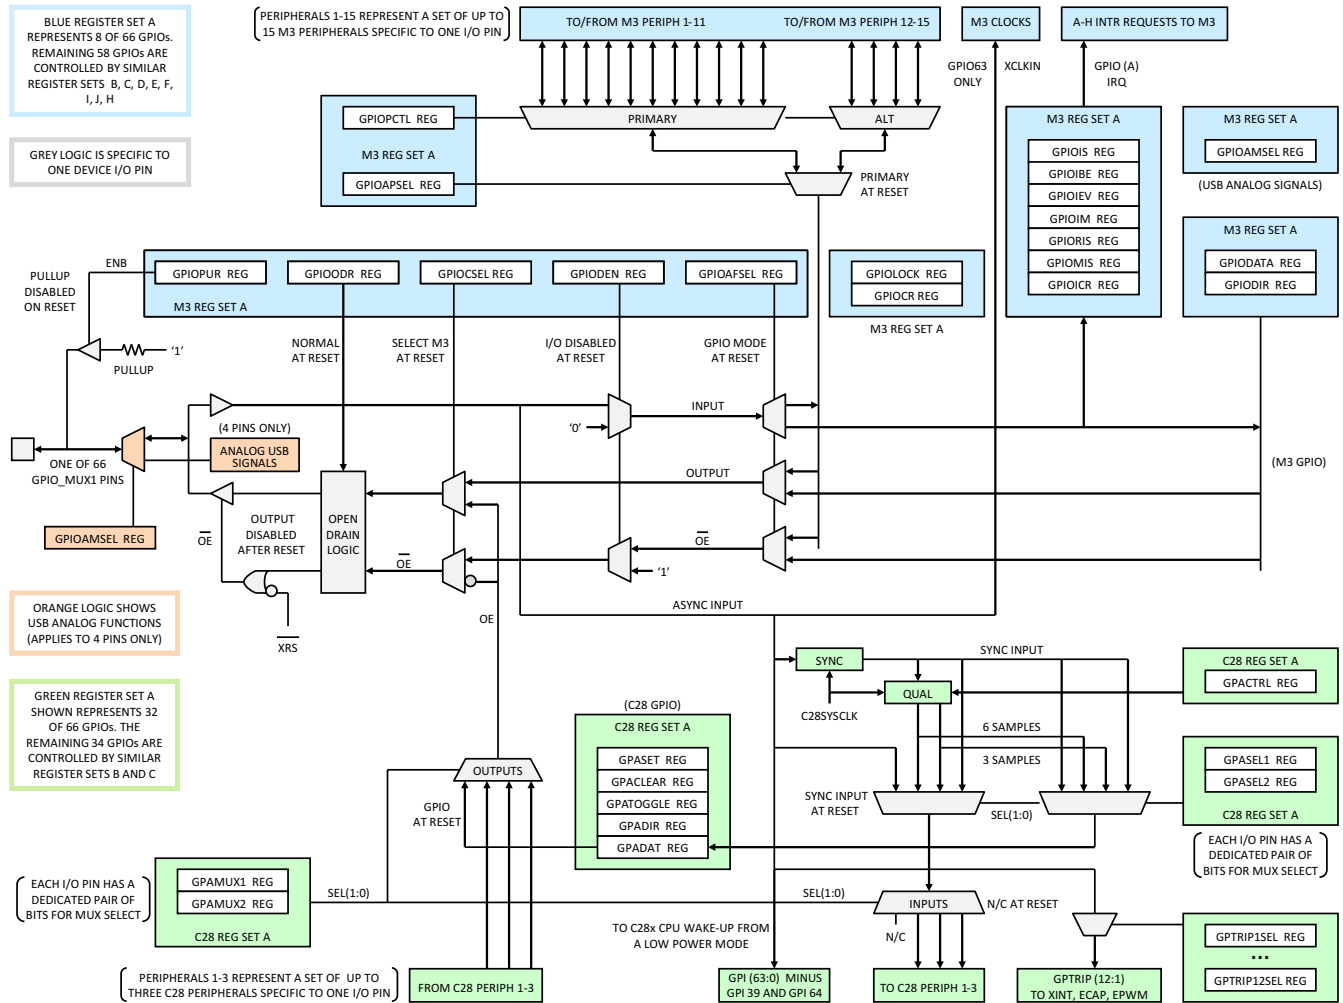 BLUE REGISTER SET A
REPRESENTS 8 OF 66 GPIOs.
REMAINING 58 GPIOs ARE
CONTROLLED BY SIMILAR
REGISTER SETS B, C, D, E, F,
I, J, H
GREY LOGIC IS SPECIFIC TO
ONE DEVICE I/O PIN
PERIPHERALS 1-15 REPRESENT A SET OF UP TO
15 M3 PERIPHERALS SPECIFIC TO ONE I/O PIN
TO/FROM M3 PERIPH 1-11
TO/FROM M3 PERIPH 12-15
M3 CLOCKS
A-H INTR REQUESTS TO M3
GPIO63
ONLY
XCLKIN
GPIO (A)
IRQ
GPIOPCTL REG
M3 REG SET A
GPIOAPSEL REG
PRIMARY
ALT
PRIMARY
AT RESET
M3 REG SET A
GPIOIS REG
GPIOIBE REG
GPIOIEV REG
GPIOIM REG
GPIORIS REG
GPIOMIS REG
GPIOICR REG
M3 REG SET A
GPIOAMSEL REG
(USB ANALOG SIGNALS)
M3 REG SET A
GPIODATA REG
GPIODIR REG
PULLUP
DISABLED
ON RESET
ENB
GPIOPUR REG
GPIOODR REG
GPIOCSEL REG
GPIODEN REG
GPIOAFSEL REG
M3 REG SET A
GPIOLOCK REG
GPIOCR REG
M3 REG SET A
NORMAL
AT RESET
SELECT M3
AT RESET
I/O DISABLED
AT RESET
GPIO MODE
AT RESET
'1'
PULLUP
INPUT
'0'
(4 PINS ONLY)
ANALOG USB
SIGNALS
ONE OF 66
GPIO_MUX1 PINS
GPIOAMSEL REG
OE
OUTPUT
DISABLED
AFTER RESET
OPEN
DRAIN
LOGIC
OUTPUT
(M3 GPIO)
OE
OE
'1'
XRS
OE
ASYNC INPUT
ORANGE LOGIC SHOWS
USB ANALOG FUNCTIONS
(APPLIES TO 4 PINS ONLY)
GREEN REGISTER SET A
SHOWN REPRESENTS 32
OF 66 GPIOs. THE
REMAINING 34 GPIOs ARE
CONTROLLED BY SIMILAR
REGISTER SETS B AND C
SYNC
SYNC INPUT
QUAL
C28SYSCLK
C28 REG SET A
GPACTRL REG
6 SAMPLES
3 SAMPLES
(C28 GPIO)
C28 REG SET A
GPASET REG
GPACLEAR REG
GPATOGGLE REG
GPADIR REG
GPADAT REG
OUTPUTS
GPIO
AT RESET
SYNC INPUT
AT RESET
SEL(1:0)
GPASEL1 REG
GPASEL2 REG
C28 REG SET A
EACH I/O PIN HAS A
DEDICATED PAIR OF
BITS FOR MUX SELECT
EACH I/O PIN HAS A
DEDICATED PAIR OF
BITS FOR MUX SELECT
GPAMUX1 REG
GPAMUX2 REG
C28 REG SET A
SEL(1:0)
SEL(1:0)
INPUTS
N/C AT RESET
N/C
TO C28x CPU WAKE-UP FROM
A LOW POWER MODE
GPTRIP1SEL REG
...
GPTRIP12SEL REG
PERIPHERALS 1-3 REPRESENT A SET OF UP TO
THREE C28 PERIPHERALS SPECIFIC TO ONE I/O PIN
FROM C28 PERIPH 1-3
GPI (63:0) MINUS
GPI 39 AND GPI 64
TO C28 PERIPH 1-3
GPTRIP (12:1)
TO XINT, ECAP, EPWM